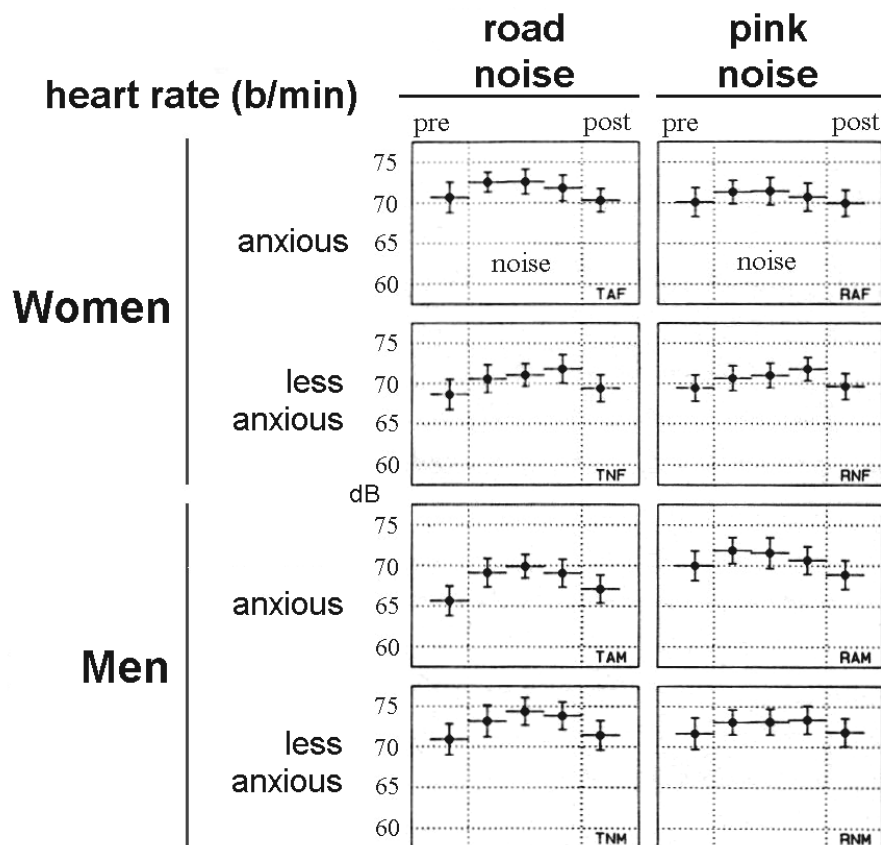 road pink
noise noise
heart rate (b/min)
pre post pre post
75
70
anxious
65
noise noise
60
TAF RAF
Women
75
less
70
anxious
65
60
TNF RNF
dB
75
70
anxious
65
60
TAM RAM
Men
75
less
70
anxious
65
60
TNM RNM